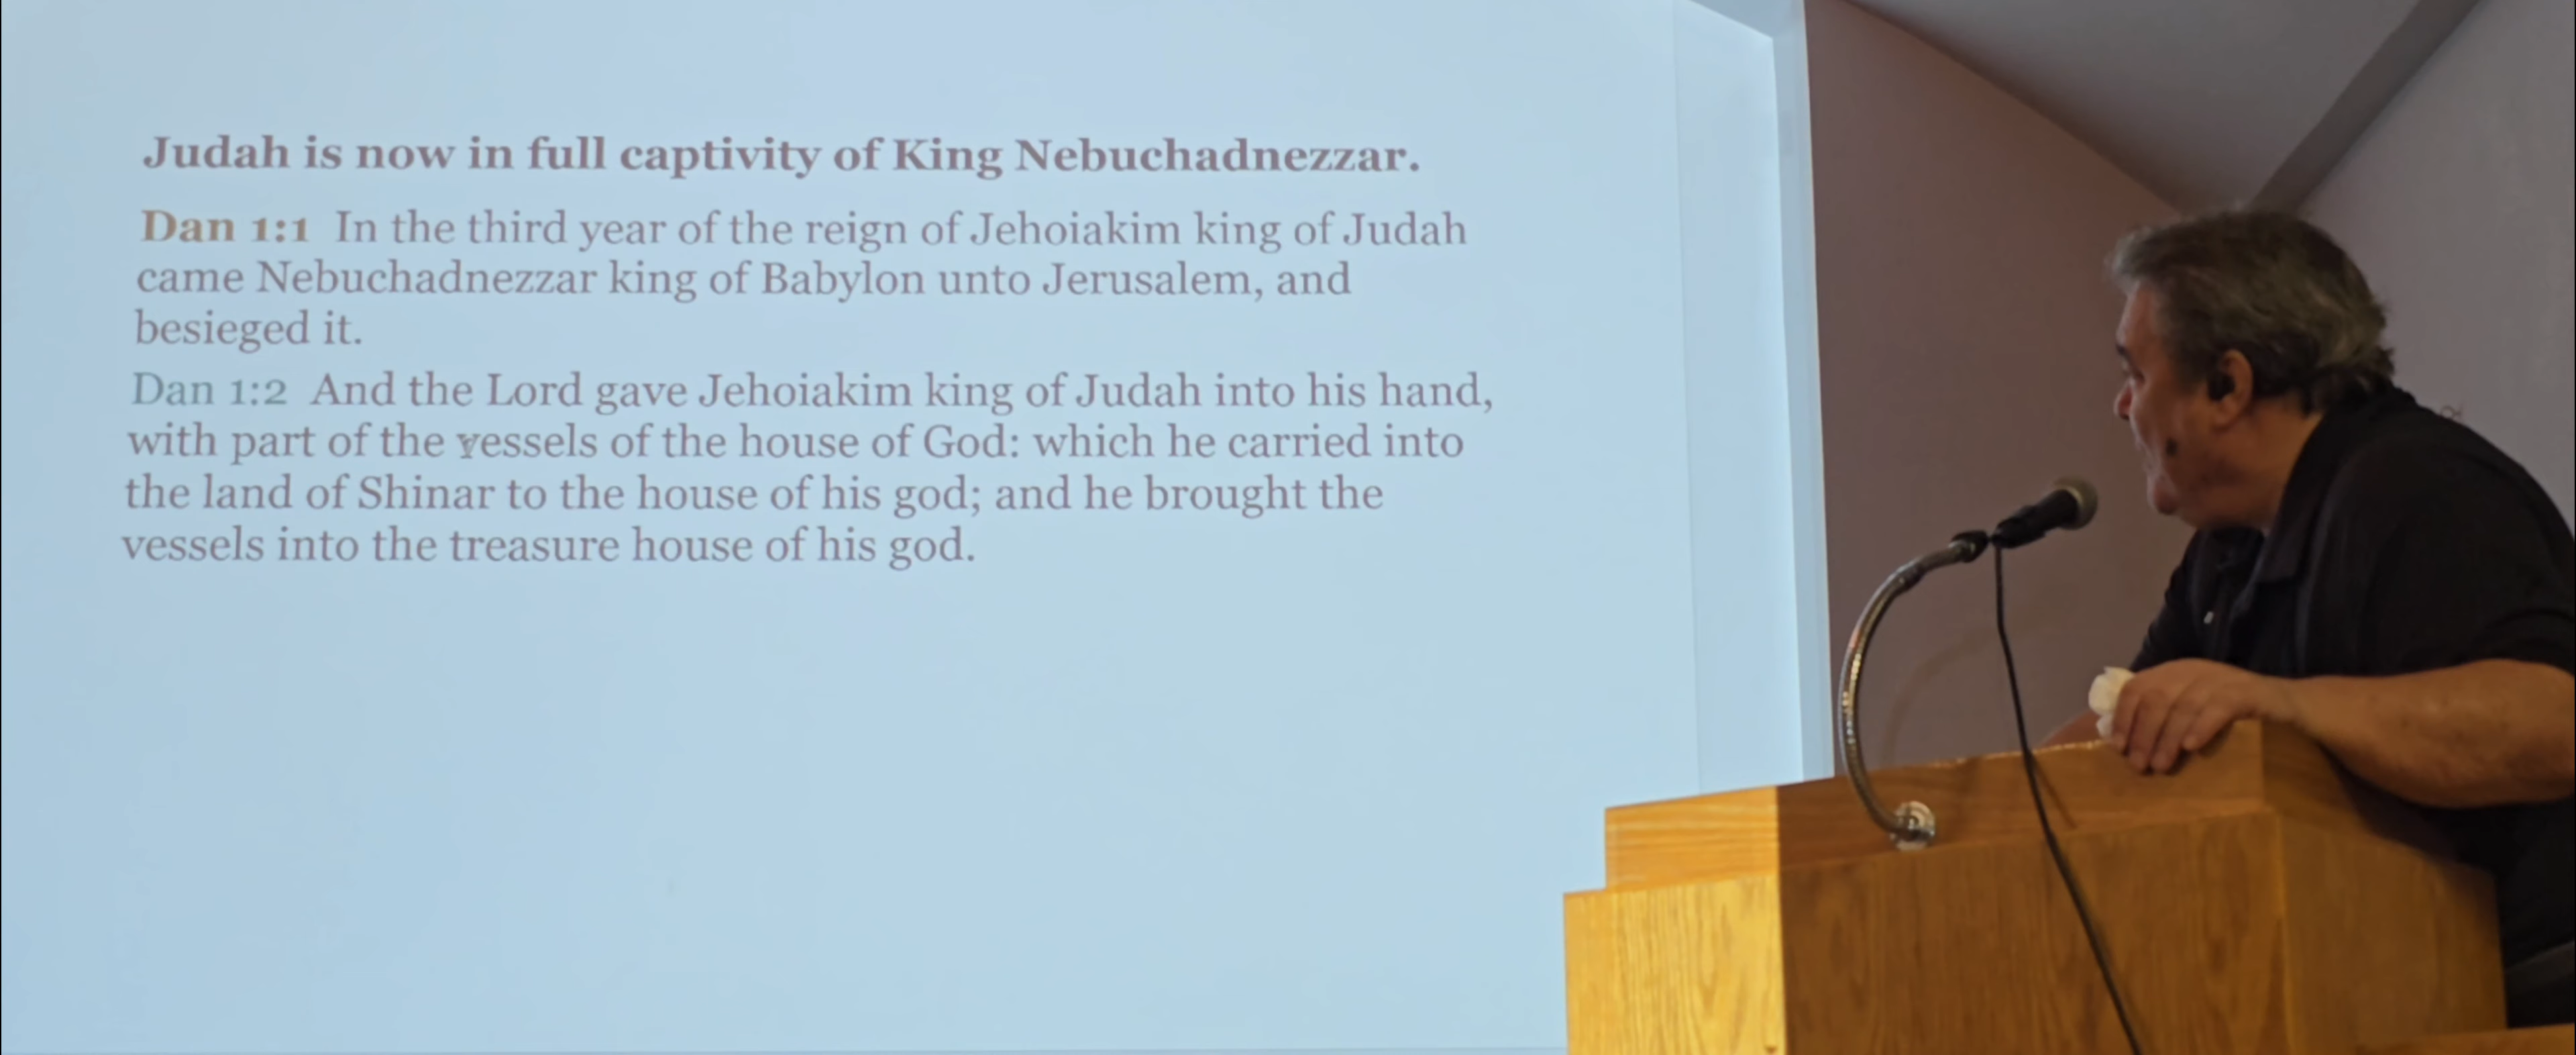 Judah is now in full captivity of King Nebuchadnezzar.
Dan 1:1 In the third year of the reign of Jehoiakim king of Judah
came Nebuchadnezzar king of Babylon unto Jerusalem, and
besieged it.
Dan 1:2 And the Lord gave Jehoiakim king of Judah into his hand,
with part of the vessels of the house of God: which he carried into
the land of Shinar to the house of his god; and he brought the
vessels into the treasure house of his god.